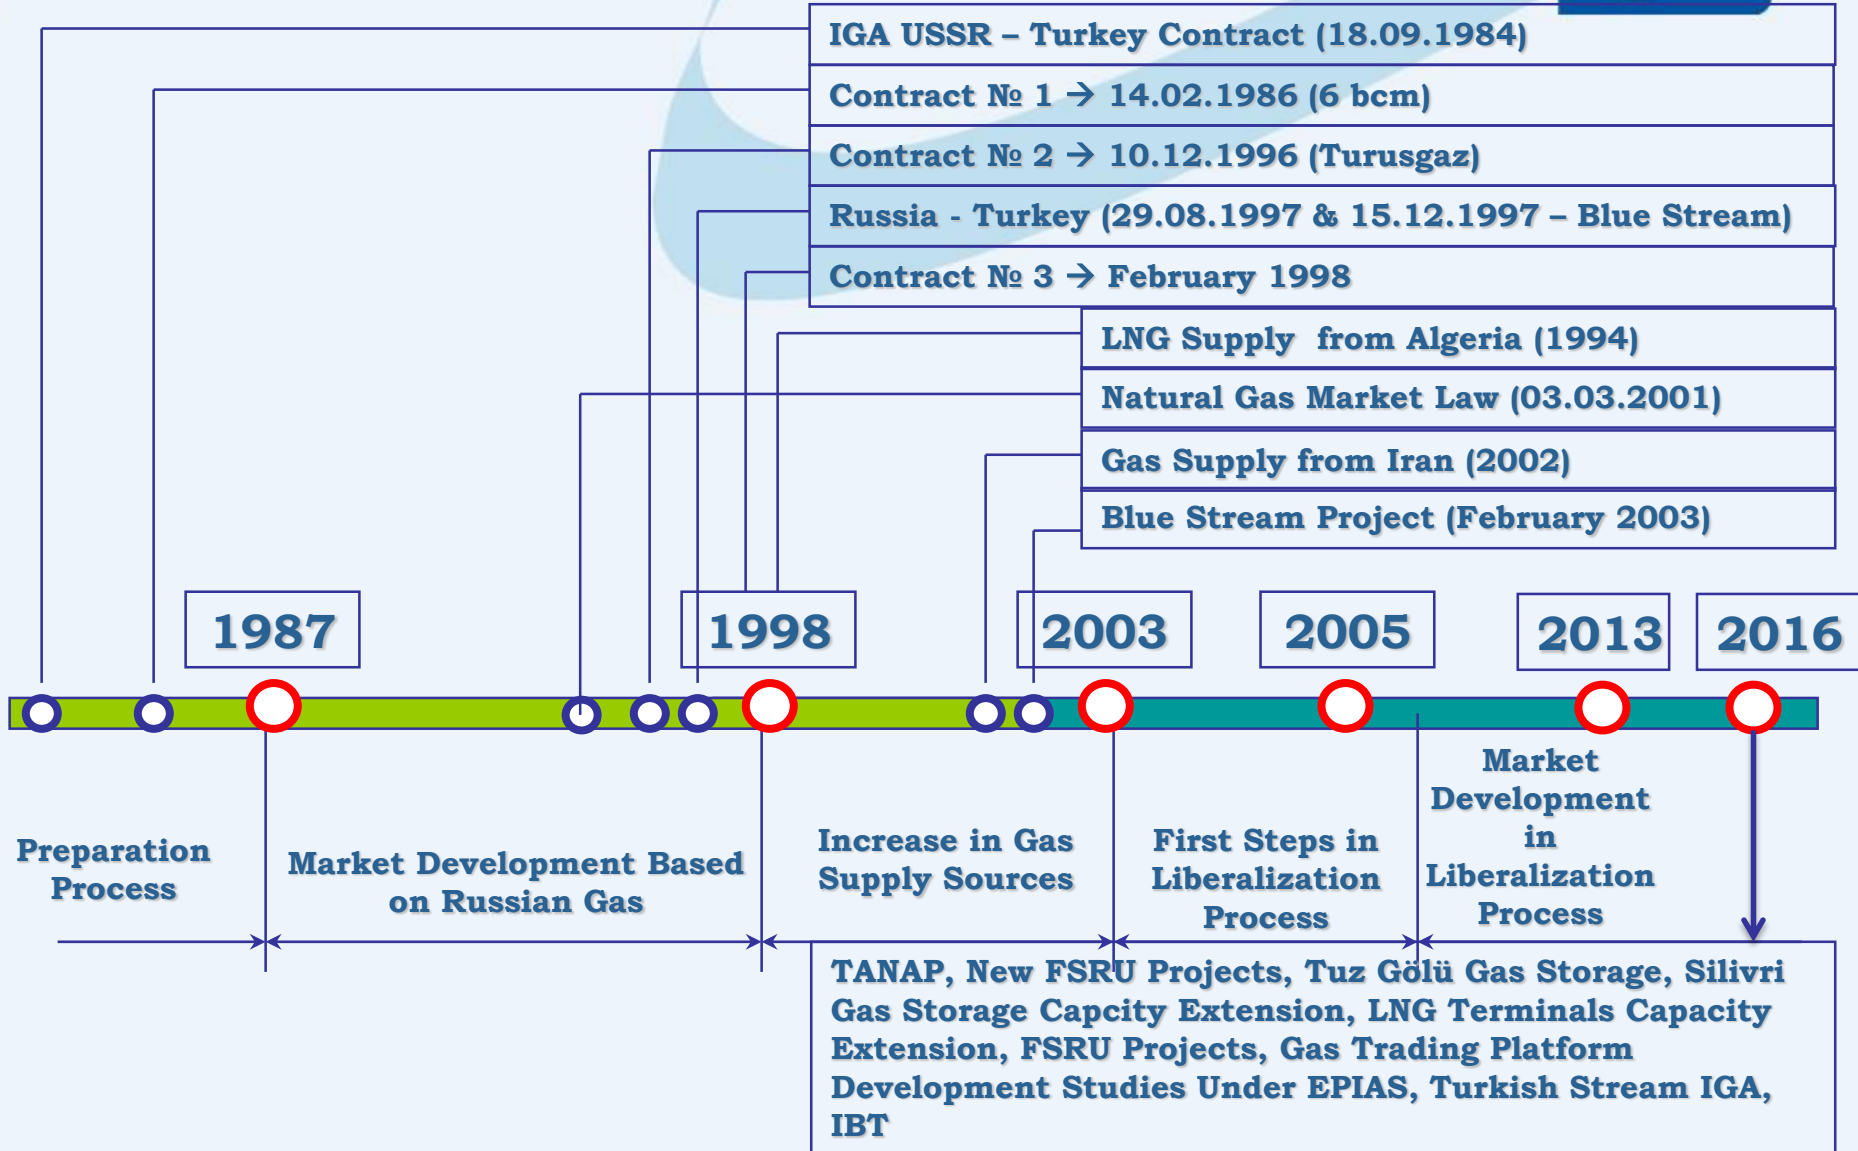 IGA USSR – Turkey Contract (18.09.1984)
Contract № 1 → 14.02.1986 (6 bcm)
Contract № 2 → 10.12.1996 (Turusgaz)
Russia - Turkey (29.08.1997 & 15.12.1997 – Blue Stream)
Contract № 3 → February 1998
LNG Supply from Algeria (1994)
Natural Gas Market Law (03.03.2001)
Gas Supply from Iran (2002)
Blue Stream Project (February 2003)
1987
1998
2003
2005
2013
2016
Preparation
Process
Market Development Based
on Russian Gas
Increase in Gas
Supply Sources
First Steps in
Liberalization
Process
Market
Development
in
Liberalization
Process
TANAP, New FSRU Projects, Tuz Gölü Gas Storage, Silivri
Gas Storage Capcity Extension, LNG Terminals Capacity
Extension, FSRU Projects, Gas Trading Platform
Development Studies Under EPIAS, Turkish Stream IGA,
IBT